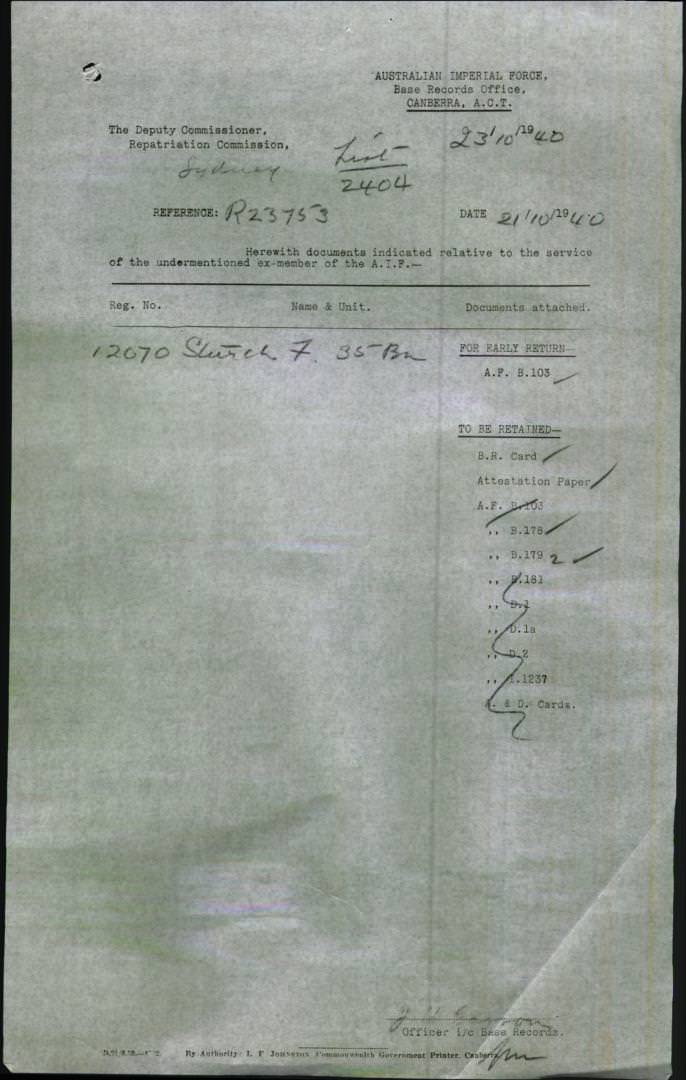 AUSTRALIAN IMPERIAL FORCE,
Base Records Office,
CANBERRA, A.C.T.
23/10/1940
The Deputy Commissioner,
Repatriation Commission,
Sydney
List
2404
REFERENCE: R23753
DATE 21/10/1940
Herewith documents indicated relative to the service
of the undermentioned ex-member of the A.I.F.—
Reg. No. Name & Unit. Documents attached.
12070 F. 35 Bn
FOR EARLY RETURN—
A.F. B.103
TO BE RETAINED—
B.R. Card
Attestation Paper
A.F. B.103
,, B.178
,, B.179 2
,, B.181
,, D.1
,, D.1a
,, D.2
,, I.1237
A. & D. Cards.
Officer i/c Base Records.
By Authority: L. F. JOHNSTON, Commonwealth Government Printer, Canberra